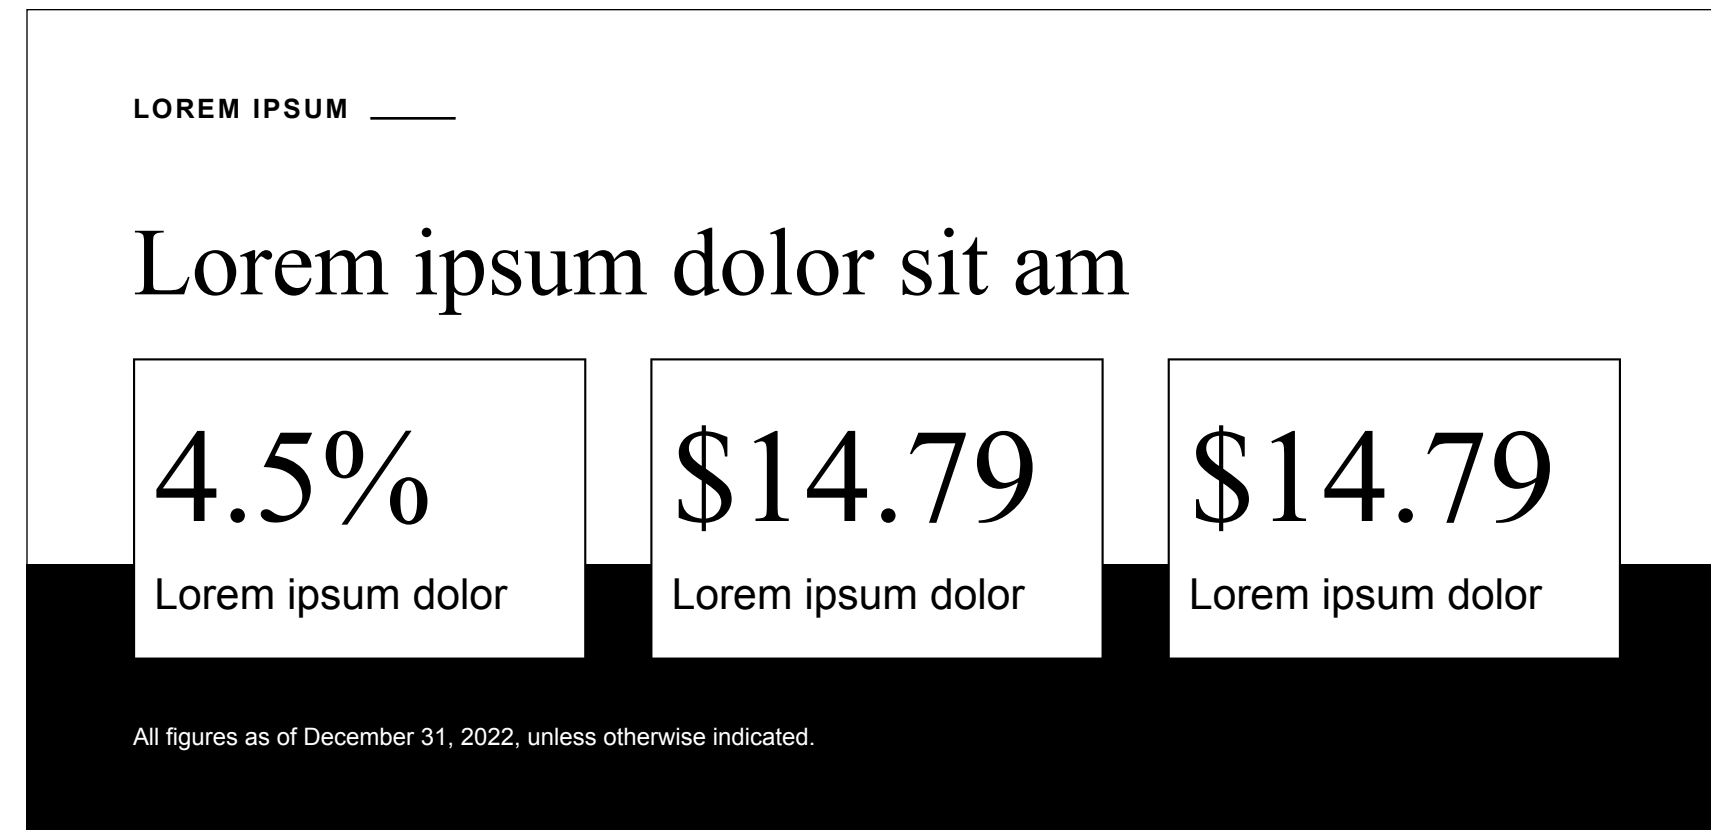 LOREM IPSUM
Lorem ipsum dolor sit am
4.5%
Lorem ipsum dolor
$14.79
Lorem ipsum dolor
$14.79
Lorem ipsum dolor
All figures as of December 31, 2022, unless otherwise indicated.